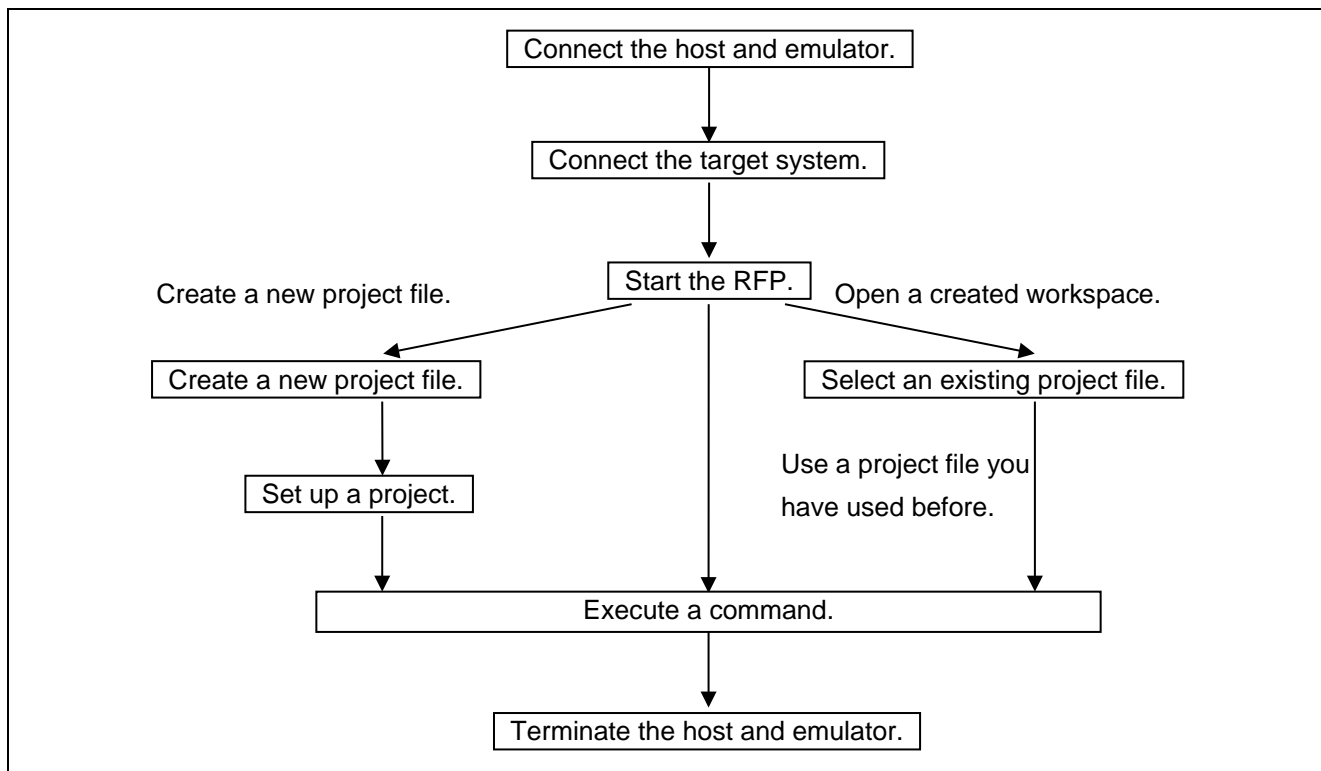 Connect the host and emulator.
Connect the target system.
Start the RFP.
Create a new project file.
Open a created workspace.
Create a new project file.
Select an existing project file.
Use a project file you
have used before.
Set up a project.
Execute a command.
Terminate the host and emulator.